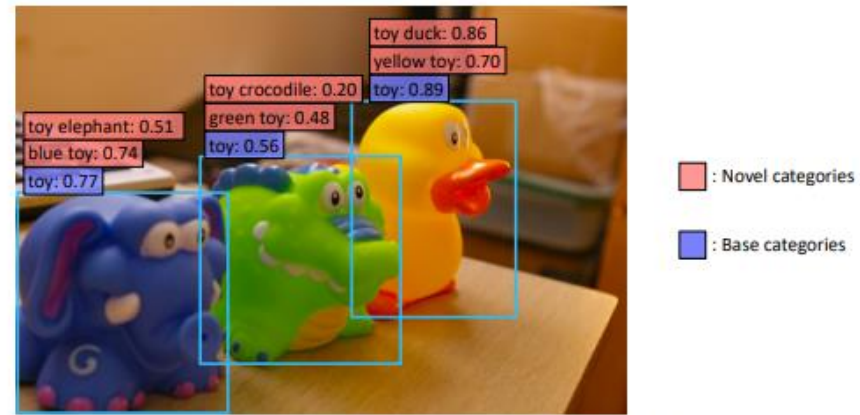 toy duck: 0.86
yellow toy: 0.70
toy: 0.89
toy crocodile: 0.20
green toy: 0.48
toy: 0.56
toy elephant: 0.51
blue toy: 0.74
toy: 0.77
: Novel categories
: Base categories